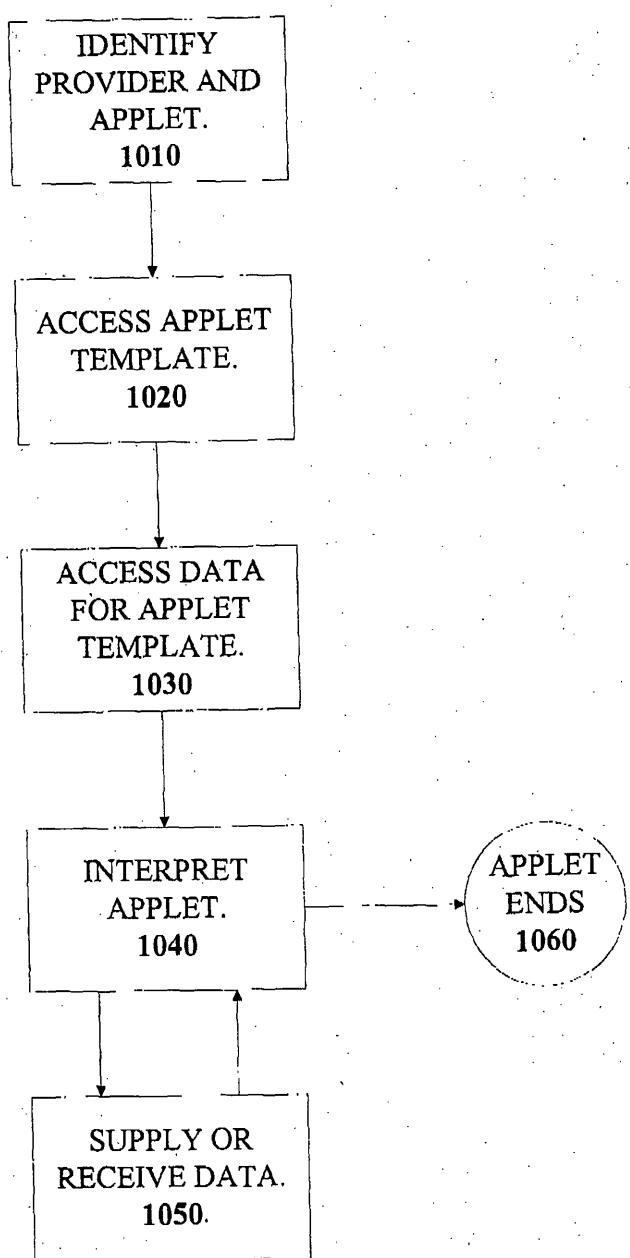 IDENTIFY
PROVIDER AND
APPLET.
1010
ACCESS APPLET
TEMPLATE.
1020
ACCESS DATA
FOR APPLET
TEMPLATE.
1030
INTERPRET
APPLET.
1040
APPLET
ENDS
1060
SUPPLY OR
RECEIVE DATA.
1050.